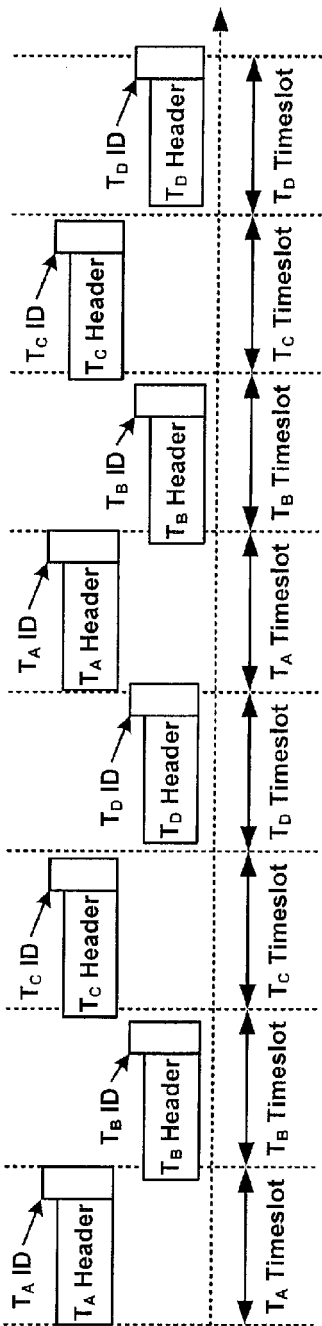 T_A ID
T_A Header
T_A Timeslot
T_B ID
T_B Header
T_B Timeslot
T_C ID
T_C Header
T_C Timeslot
T_D ID
T_D Header
T_D Timeslot
T_A ID
T_A Header
T_A Timeslot
T_B ID
T_B Header
T_B Timeslot
T_C ID
T_C Header
T_C Timeslot
T_D ID
T_D Header
T_D Timeslot